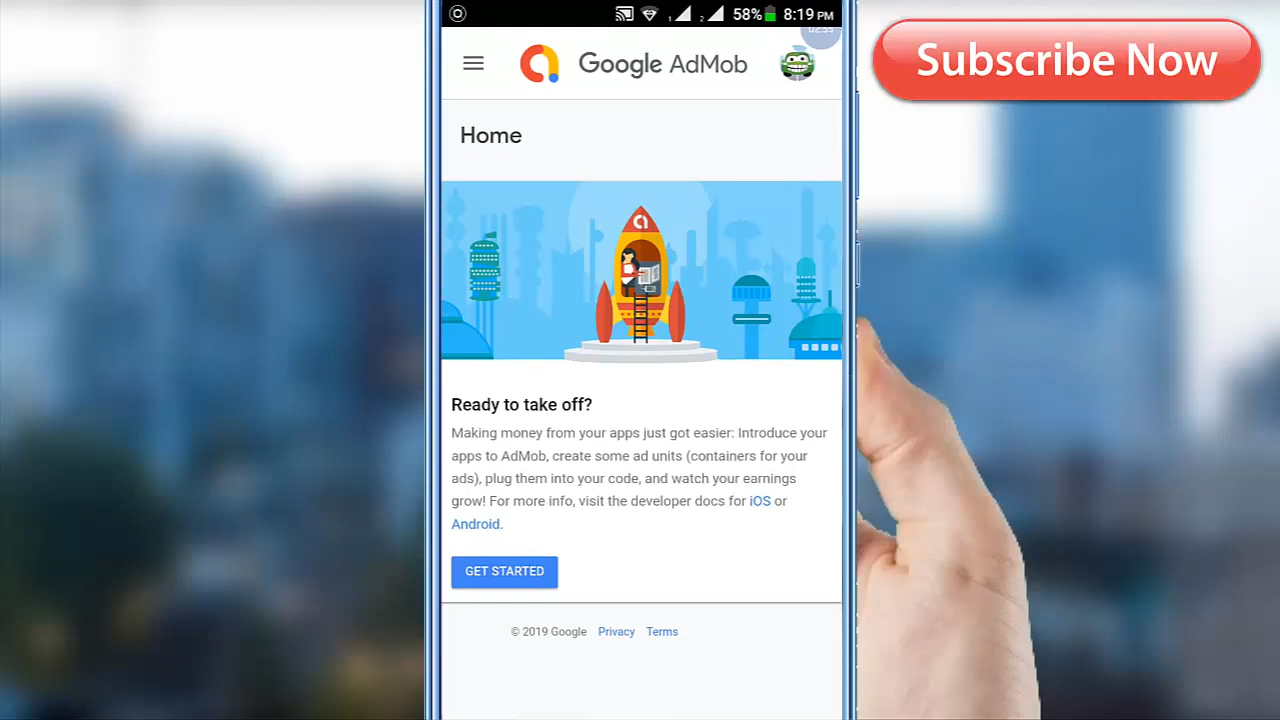 58% 8:19 PM
02:55
Subscribe Now
Google AdMob
Home
Ready to take off?
Making money from your apps just got easier: Introduce your
apps to AdMob, create some ad units (containers for your
ads), plug them into your code, and watch your earnings
grow! For more info, visit the developer docs for iOS or
Android.
GET STARTED
© 2019 Google Privacy Terms